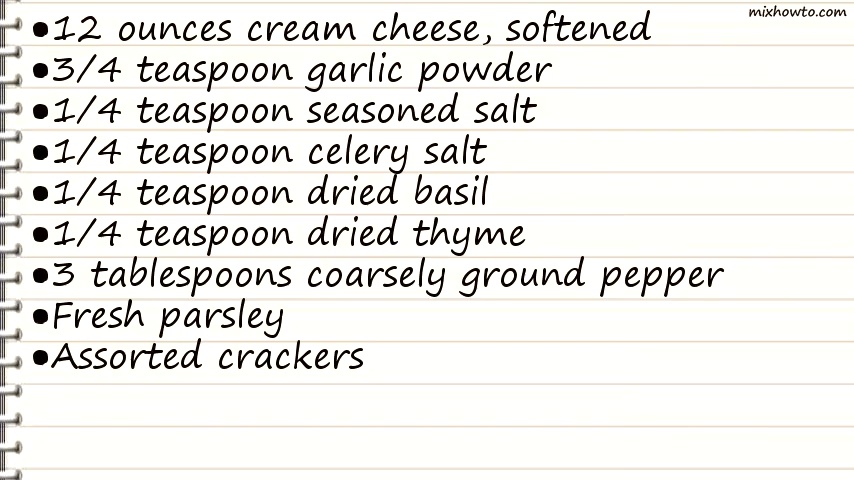 mixhowto.com
•12 ounces cream cheese, softened
•3/4 teaspoon garlic powder
•1/4 teaspoon seasoned salt
•1/4 teaspoon celery salt
•1/4 teaspoon dried basil
•1/4 teaspoon dried thyme
•3 tablespoons coarsely ground pepper
•Fresh parsley
•Assorted crackers